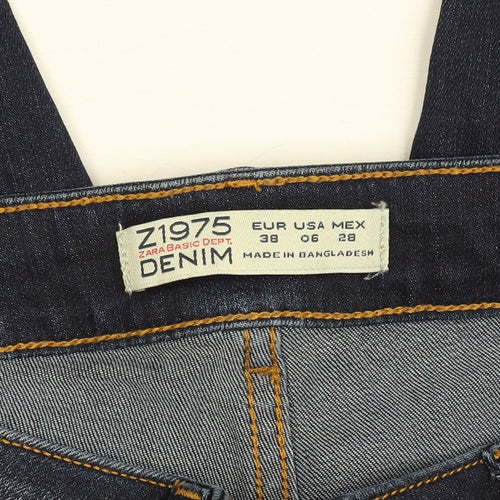 Z1975
ZARA BASIC DEPT.
DENIM
EUR USA MEX
38 06 28
MADE IN BANGLADESH